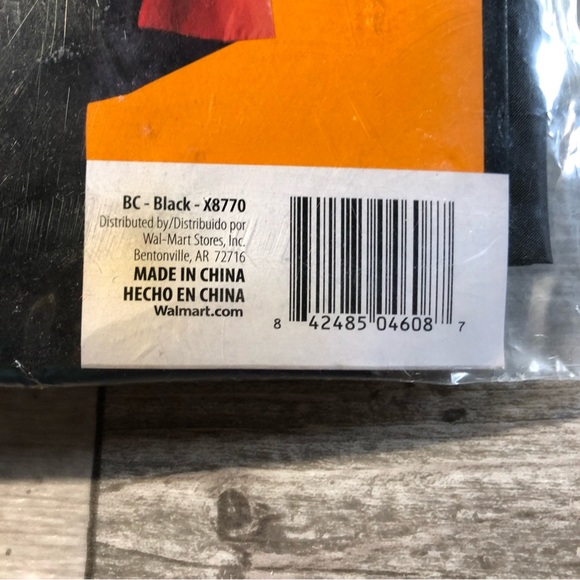 BC - Black - X8770
Distributed by/Distribuido por
Wal-Mart Stores, Inc.
Bentonville, AR 72716
MADE IN CHINA
HECHO EN CHINA
Walmart.com
8 42485 04608 7